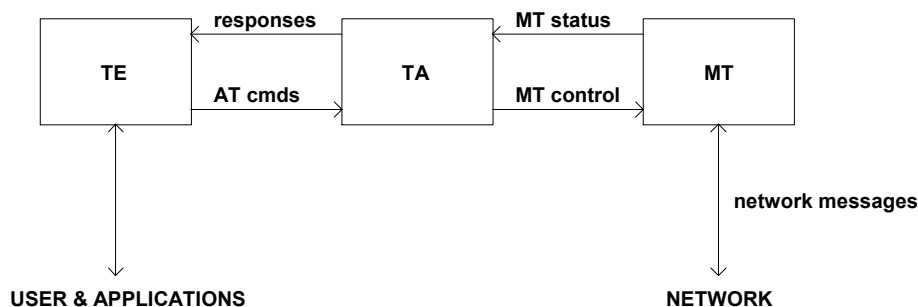 responses
MT status
TE
TA
MT
AT cmds
MT control
network messages
USER & APPLICATIONS
NETWORK